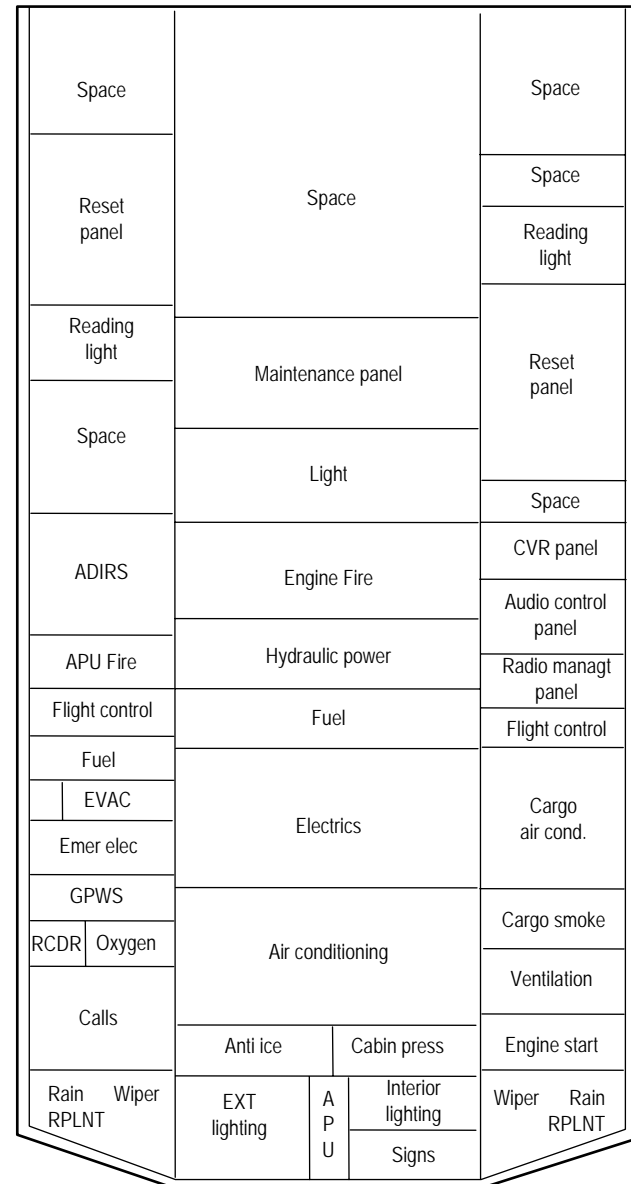 Space
Reset
panel
Reading
light
Space
ADIRS
APU Fire
Flight control
Fuel
EVAC
Emer elec
GPWS
RCDR Oxygen
Calls
Rain Wiper
RPLNT
Space
Maintenance panel
Light
Engine Fire
Hydraulic power
Fuel
Electrics
Air conditioning
Anti ice Cabin press
EXT
lighting
A
P
U
Interior
lighting
Signs
Space
Space
Reading
light
Reset
panel
Space
CVR panel
Audio control
panel
Radio managt
panel
Flight control
Cargo
air cond.
Cargo smoke
Ventilation
Engine start
Wiper Rain
RPLNT